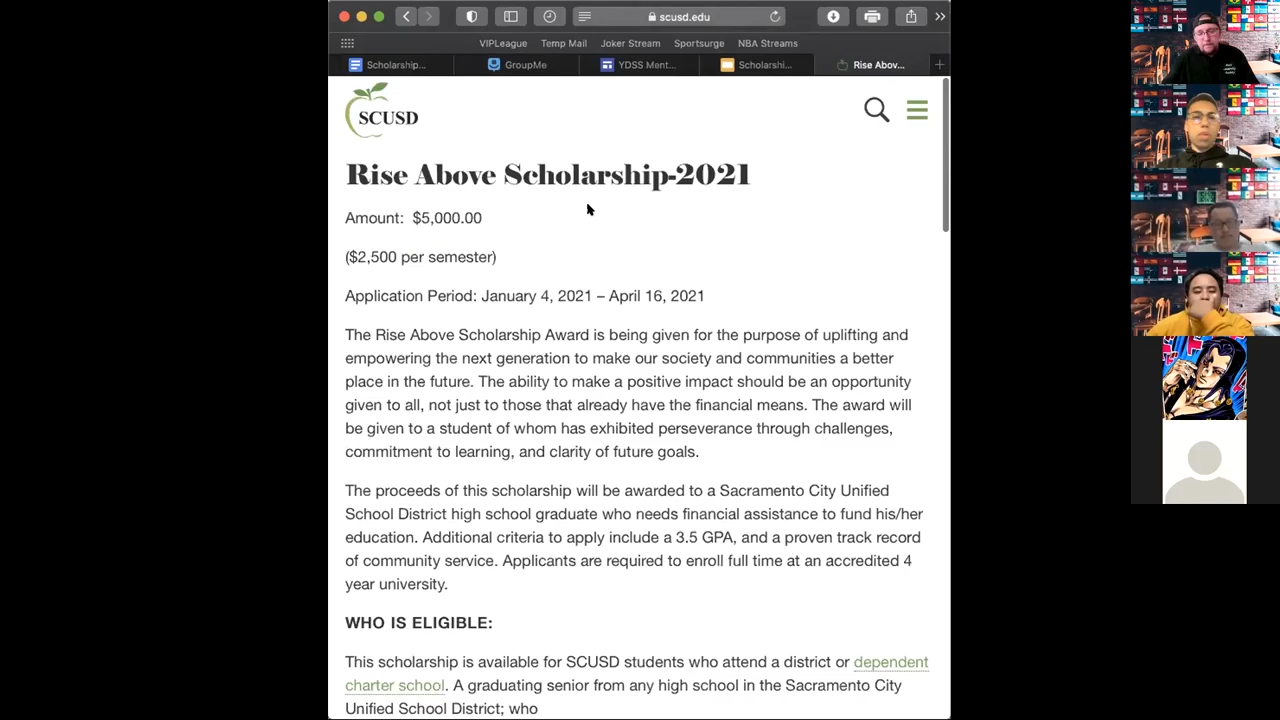 scusd.edu
VIPLeague Temp Mail Joker Stream Sportsurge NBA Streams
Scholarship... GroupMe YDSS Ment... Scholarshi... Rise Abov...
SCUSD
Rise Above Scholarship-2021
Amount: $5,000.00
($2,500 per semester)
Application Period: January 4, 2021 – April 16, 2021
The Rise Above Scholarship Award is being given for the purpose of uplifting and
empowering the next generation to make our society and communities a better
place in the future. The ability to make a positive impact should be an opportunity
given to all, not just to those that already have the financial means. The award will
be given to a student of whom has exhibited perseverance through challenges,
commitment to learning, and clarity of future goals.
The proceeds of this scholarship will be awarded to a Sacramento City Unified
School District high school graduate who needs financial assistance to fund his/her
education. Additional criteria to apply include a 3.5 GPA, and a proven track record
of community service. Applicants are required to enroll full time at an accredited 4
year university.
WHO IS ELIGIBLE:
This scholarship is available for SCUSD students who attend a district or dependent
charter school. A graduating senior from any high school in the Sacramento City
Unified School District; who